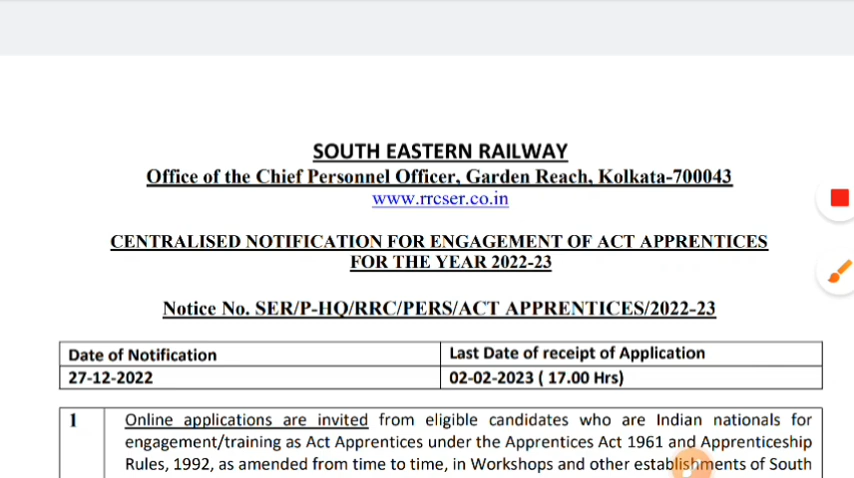 SOUTH EASTERN RAILWAY
Office of the Chief Personnel Officer, Garden Reach, Kolkata-700043
www.rrcser.co.in
CENTRALISED NOTIFICATION FOR ENGAGEMENT OF ACT APPRENTICES
FOR THE YEAR 2022-23
Notice No. SER/P-HQ/RRC/PERS/ACT APPRENTICES/2022-23
Date of Notification Last Date of receipt of Application
27-12-2022 02-02-2023 ( 17.00 Hrs)
1 Online applications are invited from eligible candidates who are Indian nationals for
engagement/training as Act Apprentices under the Apprentices Act 1961 and Apprenticeship
Rules, 1992, as amended from time to time, in Workshops and other establishments of South